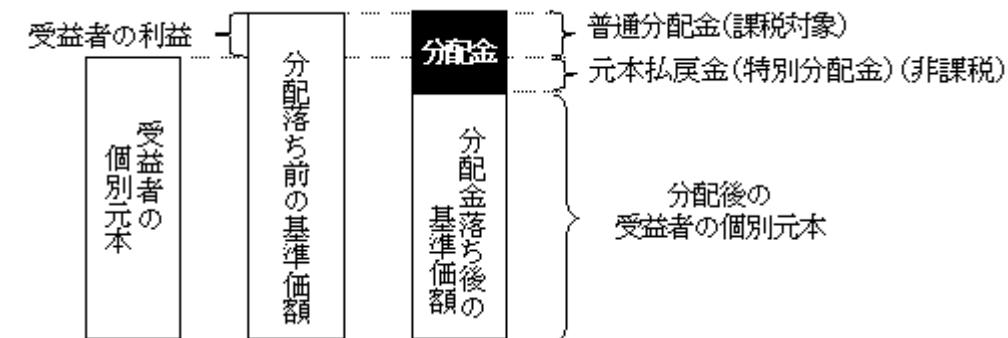 受益者の利益
受益者の
個別元本
分配落ち前の基準価額
分配金
分配金落ち後の
基準価額
普通分配金(課税対象)
元本払戻金(特別分配金)(非課税)
分配後の
受益者の個別元本